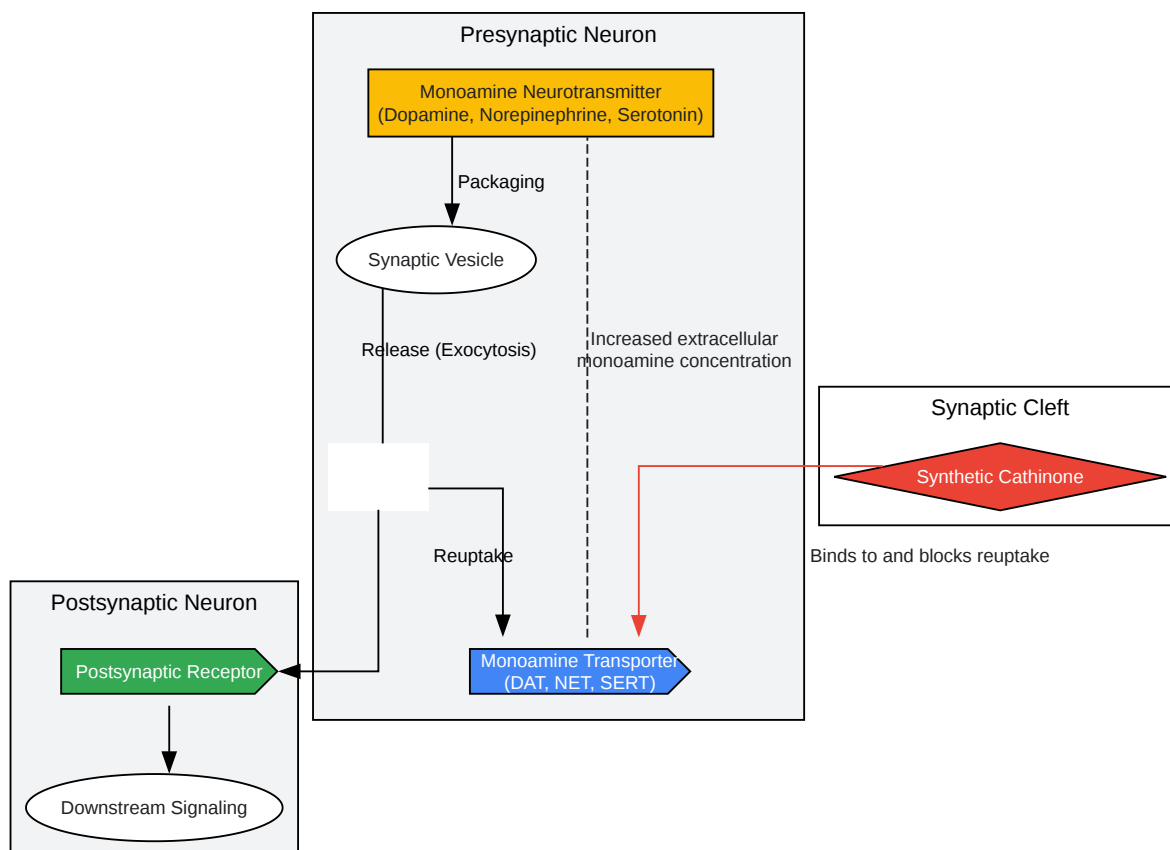 Presynaptic Neuron
Monoamine Neurotransmitter
(Dopamine, Norepinephrine, Serotonin)
Packaging
Synaptic Vesicle
Release (Exocytosis)
Increased extracellular
monoamine concentration
Synaptic Cleft
Synthetic Cathinone
Reuptake
Binds to and blocks reuptake
Postsynaptic Neuron
Postsynaptic Receptor
Monoamine Transporter
(DAT, NET, SERT)
Downstream Signaling